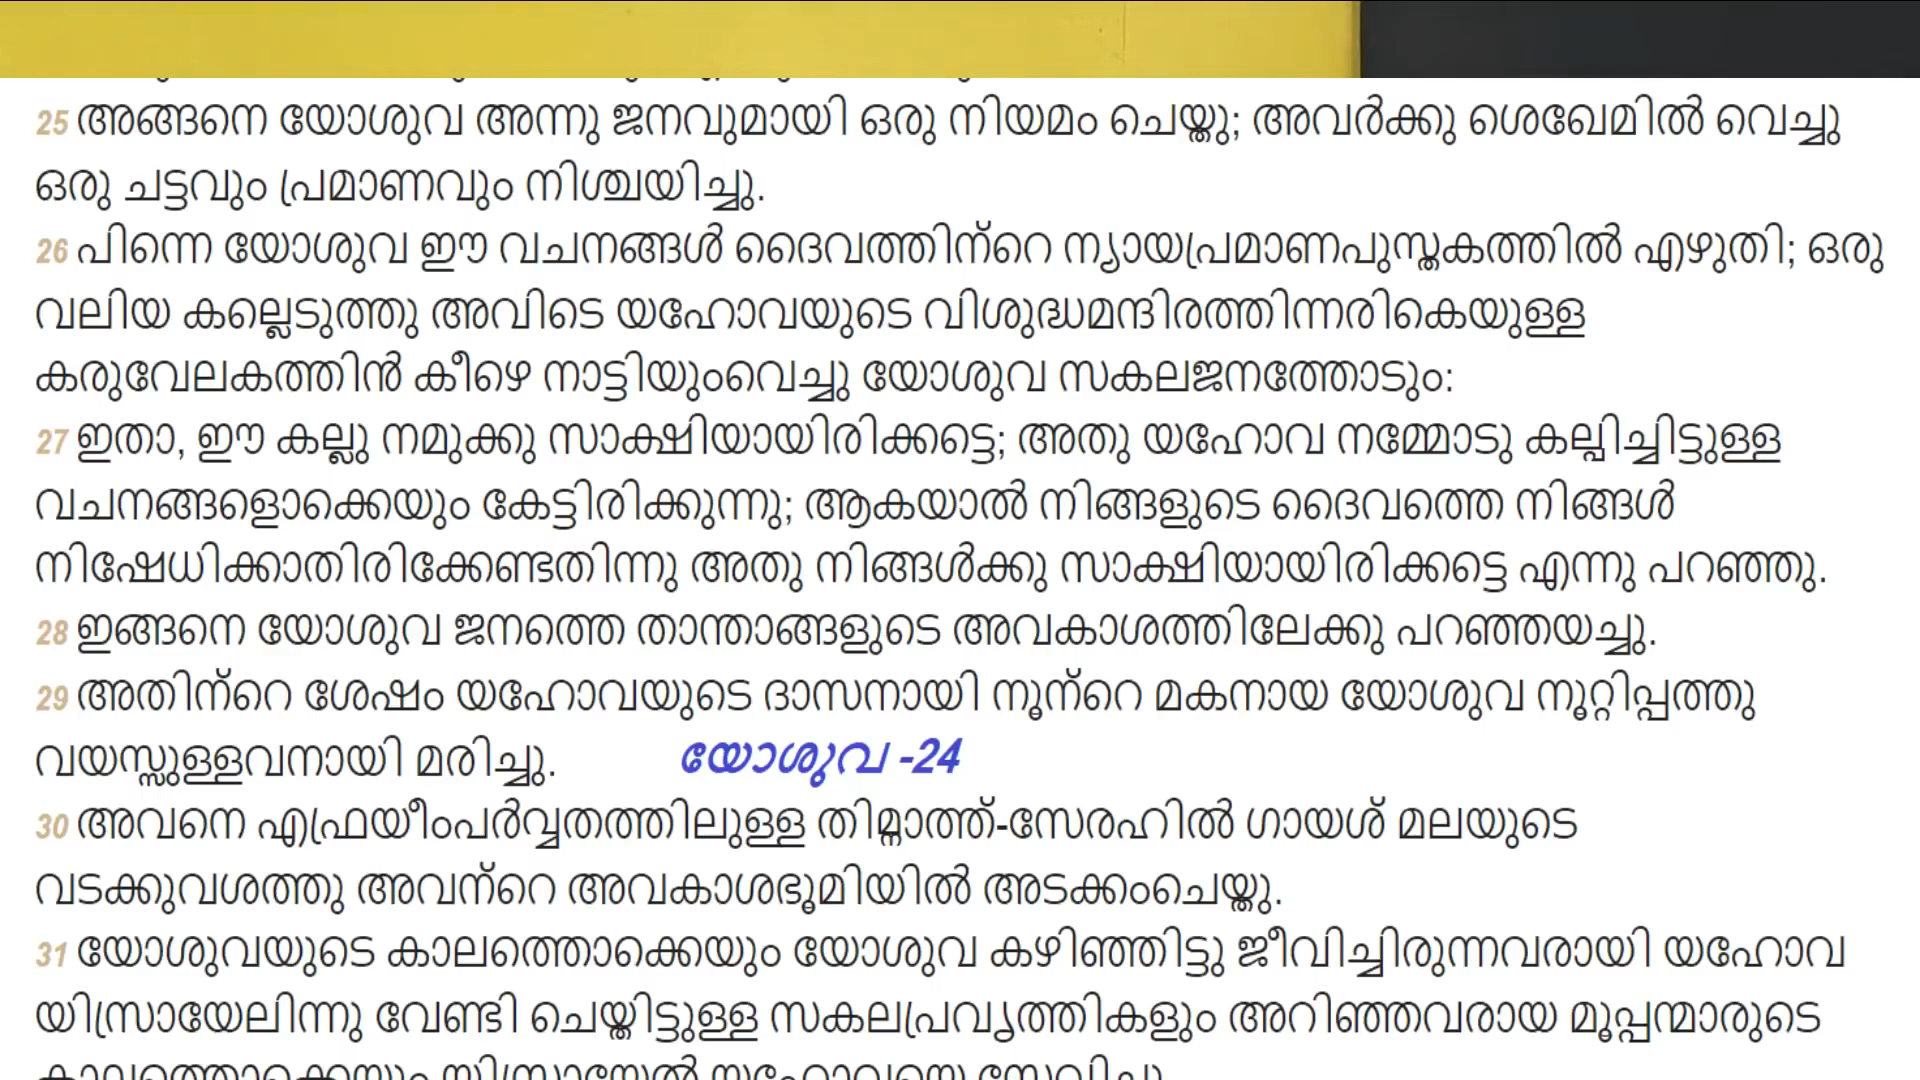 25 അങ്ങനെ യോശുവ അന്നു ജനവുമായി ഒരു നിയമം ചെയ്തു; അവർക്കു ശെഖേമിൽ വെച്ചു
ഒരു ചട്ടവും പ്രമാണവും നിശ്ചയിച്ചു.
26 പിന്നെ യോശുവ ഈ വചനങ്ങൾ ദൈവത്തിന്റെ ന്യായപ്രമാണപുസ്തകത്തിൽ എഴുതി; ഒരു
വലിയ കല്ലെടുത്തു അവിടെ യഹോവയുടെ വിശുദ്ധമന്ദിരത്തിന്നരികെയുള്ള
കരുവേലകത്തിൻ കീഴെ നാട്ടിയുംവെച്ചു യോശുവ സകലജനത്തോടും:
27 ഇതാ, ഈ കല്ലു നമുക്കു സാക്ഷിയായിരിക്കട്ടെ; അതു യഹോവ നമ്മോടു കല്പിച്ചിട്ടുള്ള
വചനങ്ങളൊക്കെയും കേട്ടിരിക്കുന്നു; ആകയാൽ നിങ്ങളുടെ ദൈവത്തെ നിങ്ങൾ
നിഷേധിക്കാതിരിക്കേണ്ടതിന്നു അതു നിങ്ങൾക്കു സാക്ഷിയായിരിക്കട്ടെ എന്നു പറഞ്ഞു.
28 ഇങ്ങനെ യോശുവ ജനത്തെ താന്താങ്ങളുടെ അവകാശത്തിലേക്കു പറഞ്ഞയച്ചു.
29 അതിന്റെ ശേഷം യഹോവയുടെ ദാസനായി നൂന്റെ മകനായ യോശുവ നൂറ്റിപ്പത്തു
വയസ്സുള്ളവനായി മരിച്ചു. യോശുവ -24
30 അവനെ എഫ്രയീംപർവ്വതത്തിലുള്ള തിമ്നാത്ത്-സേരഹിൽ ഗായശ് മലയുടെ
വടക്കുവശത്തു അവന്റെ അവകാശഭൂമിയിൽ അടക്കംചെയ്തു.
31 യോശുവയുടെ കാലത്തൊക്കെയും യോശുവ കഴിഞ്ഞിട്ടു ജീവിച്ചിരുന്നവരായി യഹോവ
യിസ്രായേലിന്നു വേണ്ടി ചെയ്തിട്ടുള്ള സകലപ്രവൃത്തികളും അറിഞ്ഞവരായ മൂപ്പന്മാരുടെ
കാലത്തൊക്കെയും യിസ്രായേൽ യഹോവയെ സേവിച്ചു